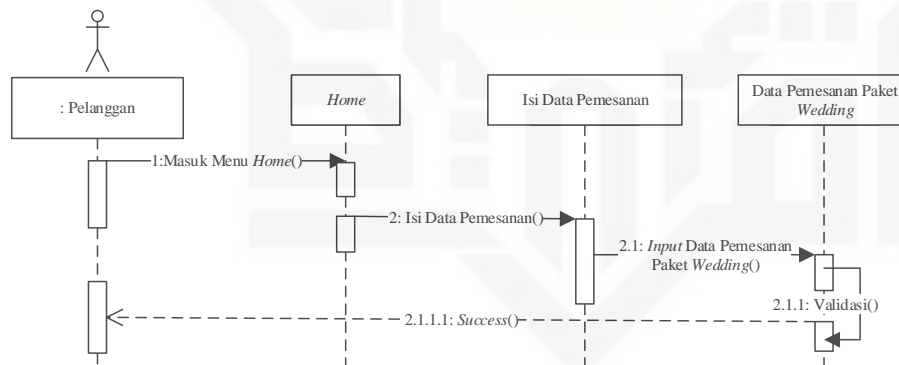 : Pelanggan
Home
Isi Data Pemesanan
Data Pemesanan Paket
Wedding
1:Masuk Menu Home()
2: Isi Data Pemesanan()
2.1: Input Data Pemesanan
Paket Wedding()
2.1.1: Validasi()
2.1.1.1: Success()